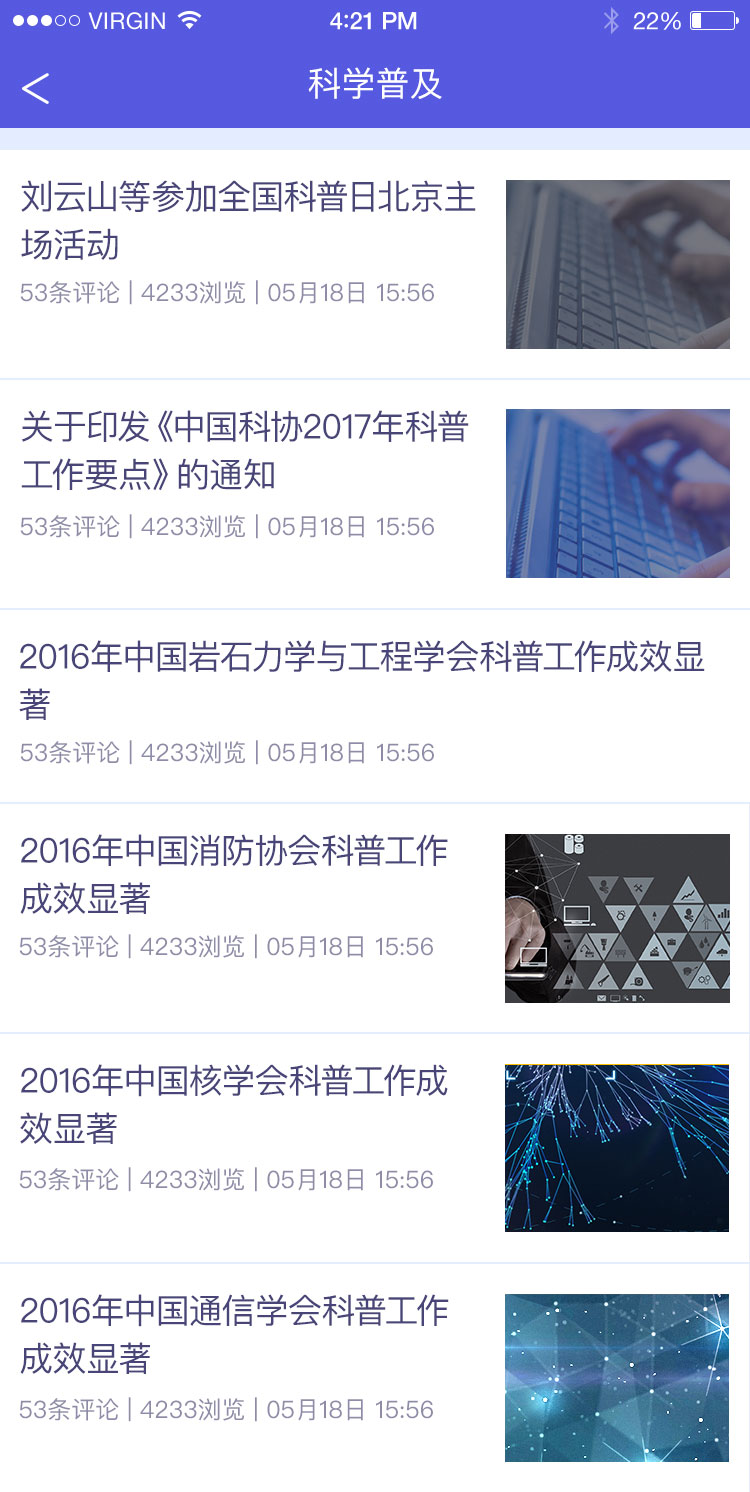 VIRGIN 4:21 PM 22%
科学普及
刘云山等参加全国科普日北京主
场活动
53条评论 | 4233浏览 | 05月18日 15:56
关于印发《中国科协2017年科普
工作要点》的通知
53条评论 | 4233浏览 | 05月18日 15:56
2016年中国岩石力学与工程学会科普工作成效显
著
53条评论 | 4233浏览 | 05月18日 15:56
2016年中国消防协会科普工作
成效显著
53条评论 | 4233浏览 | 05月18日 15:56
2016年中国核学会科普工作成
效显著
53条评论 | 4233浏览 | 05月18日 15:56
2016年中国通信学会科普工作
成效显著
53条评论 | 4233浏览 | 05月18日 15:56